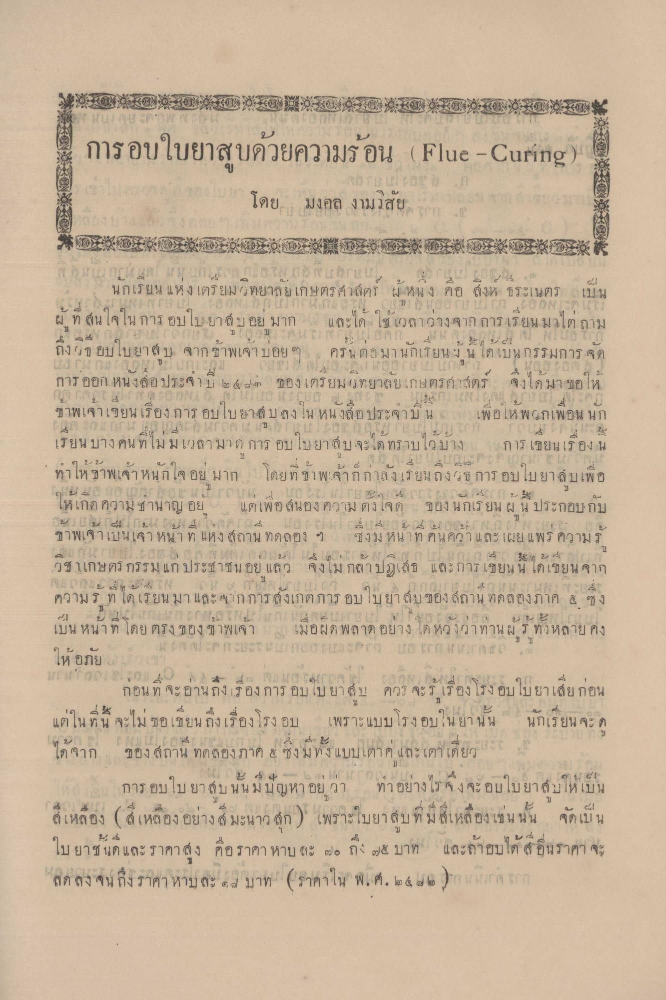 การอบใบยาสูบด้วยความร้อน (Flue-Curing)
โดย มงคล งามวิสัย
นักเรียนแห่งเตรียมวิทยาลัยเกษตรศาสตร์ ผู้หนึ่ง คือ สิงห์ ธีระเนตร เป็น
ผู้ที่สนใจในการอบใบยาสูบอยู่มาก และได้ใช้เวลาว่างจากการเรียนมาไต่ถาม
ถึงวิธีอบใบยาสูบ จากข้าพเจ้าบ่อยๆ ครั้นต่อมานักเรียนผู้นี้ได้เป็นกรรมการจัด
การออกหนังสือประจำปี ๒๔๘๓ ของเตรียมวิทยาลัยเกษตรศาสตร์ จึงได้มาขอให้
ข้าพเจ้าเขียนเรื่องการอบใบยาสูบลงในหนังสือประจำปีนี้ เพื่อให้พวกเพื่อนนัก
เรียนบางคนที่ไม่มีเวลามาดูการอบใบยาสูบจะได้ทราบไว้บ้าง การเขียนเรื่องนี้
ทำให้ข้าพเจ้าหนักใจอยู่มาก โดยที่ข้าพเจ้าก็กำลังเรียนถึงวิธีการอบใบยาสูบเพื่อ
ให้เกิดความชำนาญอยู่ แต่เพื่อสนองความตั้งใจดี ของนักเรียนผู้นี้ประกอบกับ
ข้าพเจ้าเป็นเจ้าหน้าที่แห่งสถานีทดลอง ๆ ซึ่งมีหน้าที่ค้นคว้าและเผยแพร่ความรู้
วิชาเกษตรกรรมแก่ประชาชนอยู่แล้ว จึงไม่กล้าปฏิเสธ และการเขียนนี้ได้เขียนจาก
ความรู้ที่ได้เรียนมาและจากการสังเกตการอบใบยาสูบของสถานีทดลองภาค ๕ ซึ่ง
เป็นหน้าที่โดยตรงของข้าพเจ้า เมื่อผิดพลาดอย่างใดหวังว่าท่านผู้รู้ทั้งหลายคง
ให้อภัย
ก่อนที่จะอ่านถึงเรื่องการอบใบยาสูบ ควรจะรู้เรื่องโรงอบใบยาเสียก่อน
แต่ในที่นี้จะไม่ขอเขียนถึงเรื่องโรงอบ เพราะแบบโรงอบใบยานั้น นักเรียนจะดู
ได้จาก ของสถานีทดลองภาค ๕ ซึ่งมีทั้งแบบเตาคู่และเตาเดี่ยว
การอบใบยาสูบนั้นมีปัญหาอยู่ว่า ทำอย่างไรจึงจะอบใบยาสูบให้เป็น
สีเหลือง (สีเหลืองอย่างสีมะนาวสุก) เพราะใบยาสูบที่มีสีเหลืองเช่นนั้น จัดเป็น
ใบยาชั้นดีและราคาสูง คือราคาหาบละ ๗๐ ถึง ๗๕ บาท และถ้าอบได้สีอื่นราคาจะ
ลดลงจนถึงราคาหาบละ ๑๘ บาท (ราคาใน พ.ศ. ๒๔๘๒)